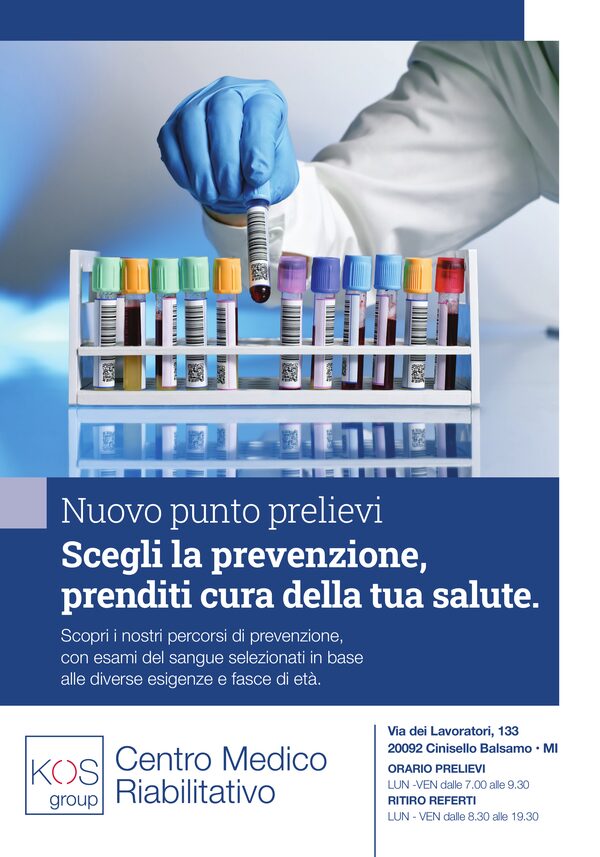 Nuovo punto prelievi
Scegli la prevenzione,
prenditi cura della tua salute.
Scopri i nostri percorsi di prevenzione,
con esami del sangue selezionati in base
alle diverse esigenze e fasce di età.
KOS
group
Centro Medico
Riabilitativo
Via dei Lavoratori, 133
20092 Cinisello Balsamo • MI
ORARIO PRELIEVI
LUN -VEN dalle 7.00 alle 9.30
RITIRO REFERTI
LUN - VEN dalle 8.30 alle 19.30